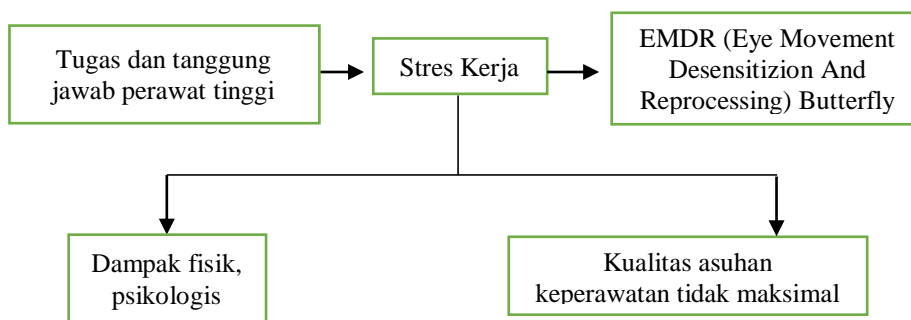 Tugas dan tanggung
jawab perawat tinggi
Stres Kerja
EMDR (Eye Movement
Desensitizion And
Reprocessing) Butterfly
Dampak fisik,
psikologis
Kualitas asuhan
keperawatan tidak maksimal